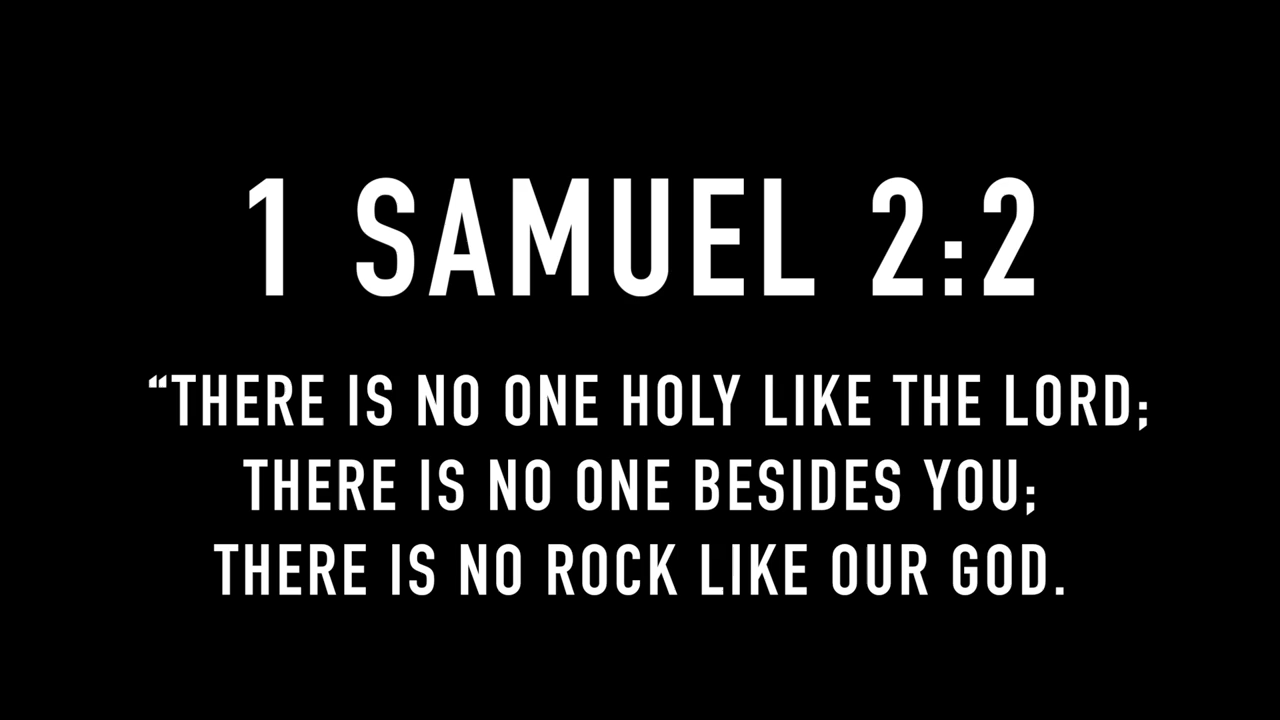 1 SAMUEL 2:2
“THERE IS NO ONE HOLY LIKE THE LORD;
THERE IS NO ONE BESIDES YOU;
THERE IS NO ROCK LIKE OUR GOD.